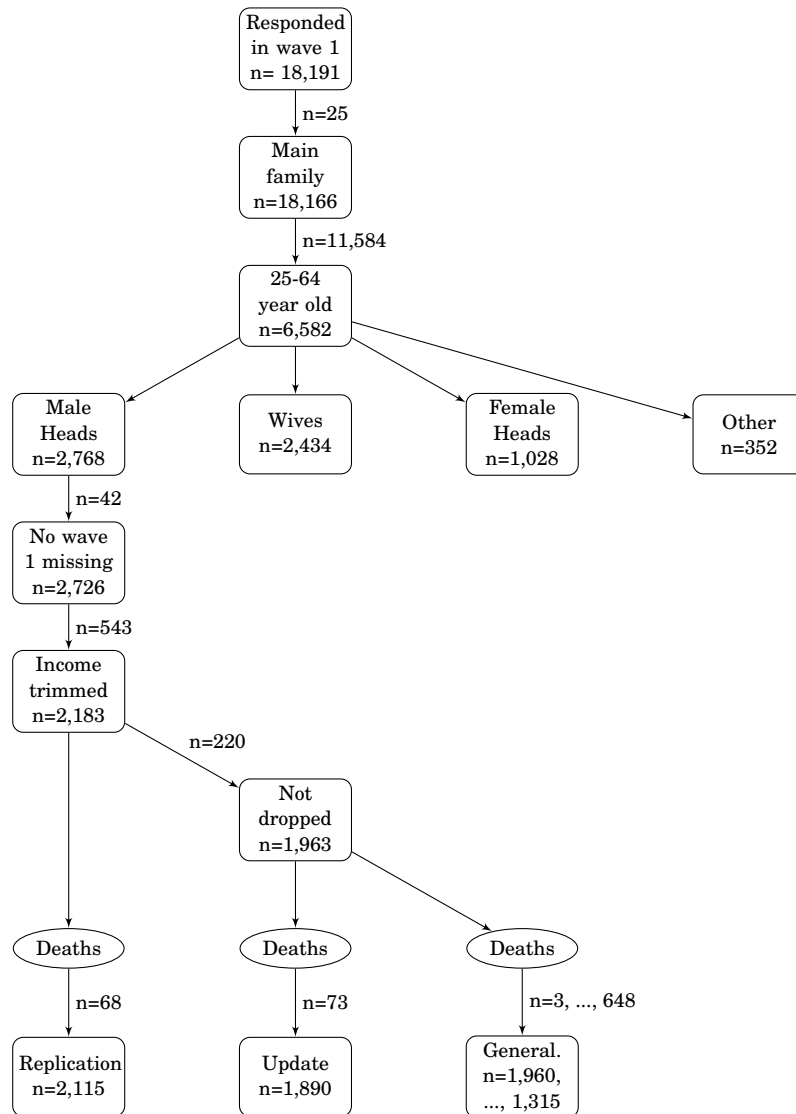 Responded
in wave 1
n= 18,191
n=25
Main
family
n=18,166
n=11,584
25-64
year old
n=6,582
Male
Heads
n=2,768
Wives
n=2,434
Female
Heads
n=1,028
Other
n=352
n=42
No wave
1 missing
n=2,726
n=543
Income
trimmed
n=2,183
n=220
Not
dropped
n=1,963
Deaths
Deaths
Deaths
n=68
n=73
n=3, ..., 648
Replication
n=2,115
Update
n=1,890
General.
n=1,960,
..., 1,315